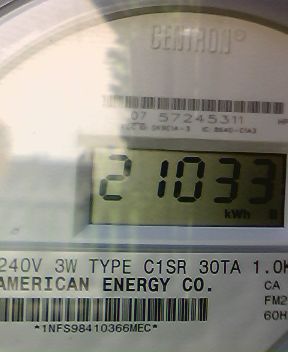 CENTRON®
07 57245311
21033
kWh
240V 3W TYPE C1SR 30TA 1.0K
AMERICAN ENERGY CO.
CA
FM2
60H
*1NFS98410366MEC*